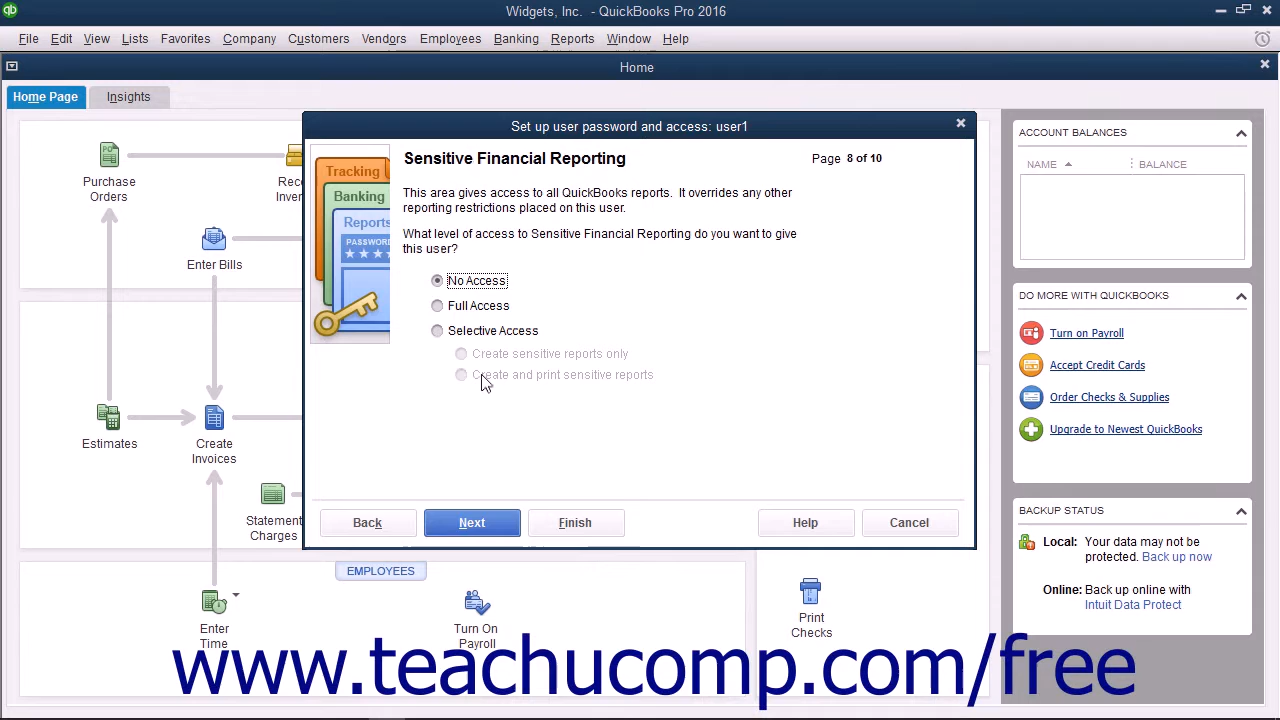 Widgets, Inc. - QuickBooks Pro 2016
File Edit View Lists Favorites Company Customers Vendors Employees Banking Reports Window Help
Home
Home Page Insights
Purchase
Orders
Enter Bills
Estimates
Create
Invoices
Statement
Charges
EMPLOYEES
Enter
Time
Turn On
Payroll
Print
Checks
Set up user password and access: user1
Tracking
Banking
Reports
PASSWORD
Sensitive Financial Reporting
Page 8 of 10
This area gives access to all QuickBooks reports. It overrides any other
reporting restrictions placed on this user.
What level of access to Sensitive Financial Reporting do you want to give
this user?
No Access
Full Access
Selective Access
Create sensitive reports only
Create and print sensitive reports
Back Next Finish Help Cancel
ACCOUNT BALANCES
NAME BALANCE
DO MORE WITH QUICKBOOKS
Turn on Payroll
Accept Credit Cards
Order Checks & Supplies
Upgrade to Newest QuickBooks
BACKUP STATUS
Local: Your data may not be
protected. Back up now
Online: Back up online with
Intuit Data Protect
www.teachucomp.com/free